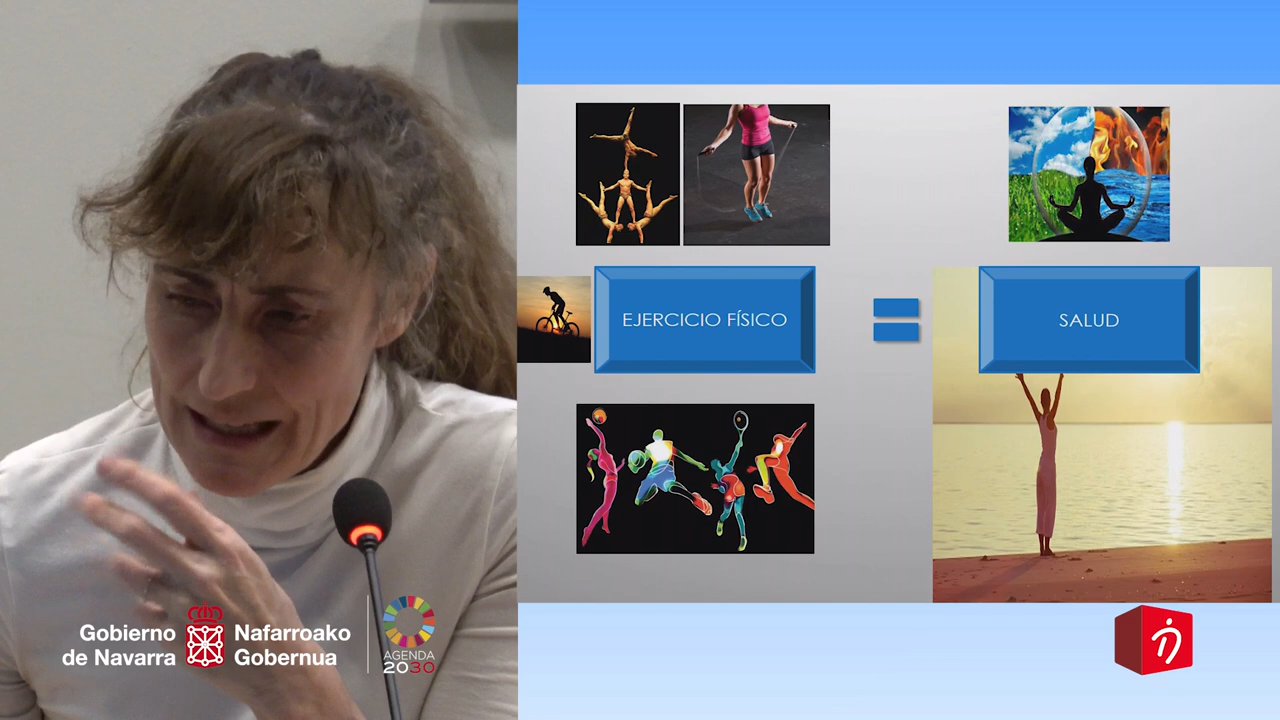 EJERCICIO FÍSICO
SALUD
Gobierno
de Navarra
Nafarroako
Gobernua
AGENDA
2030